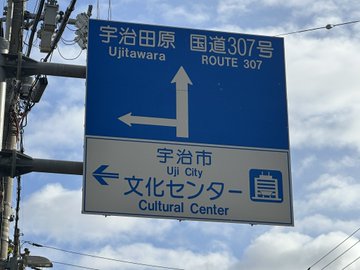 宇治田原 国道307号
Ujitawara ROUTE 307
宇治市
Uji City
文化センター
Cultural Center